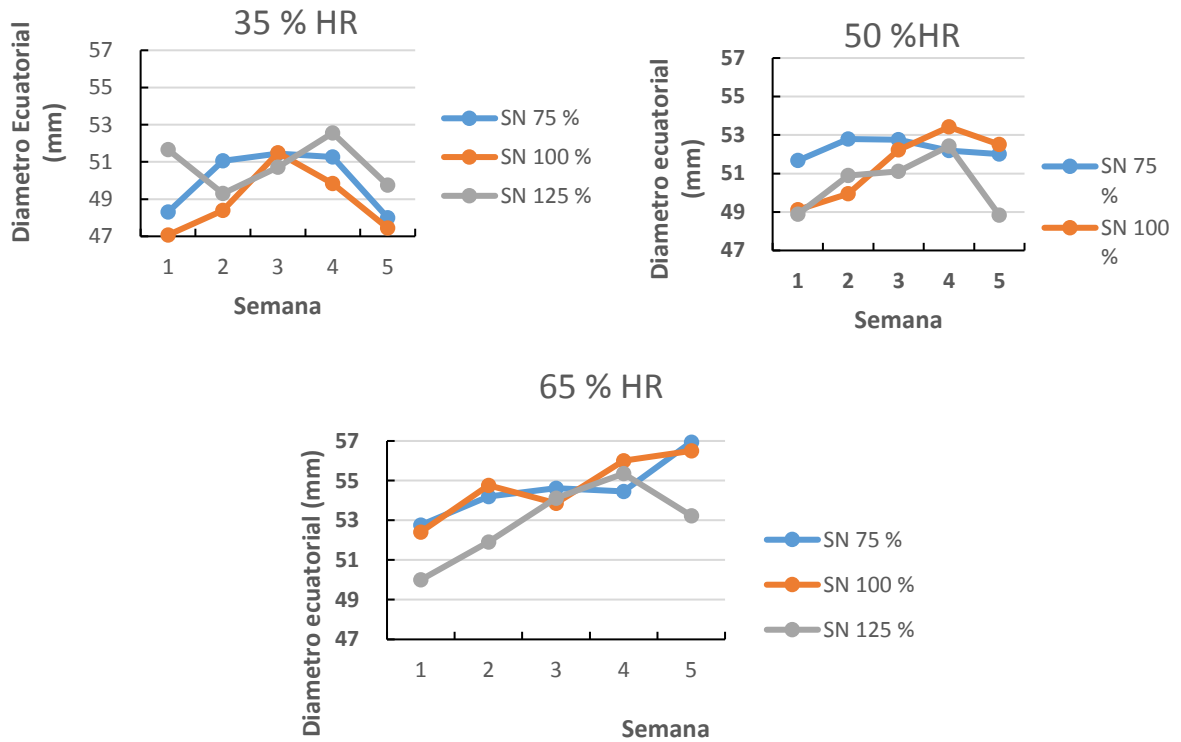 35 % HR
Diametro Ecuatorial
(mm)
57
55
53
51
49
47
1 2 3 4 5
Semana
SN 75 %
SN 100 %
SN 125 %
50 %HR
Diametro ecuatorial
(mm)
57
55
53
51
49
47
1 2 3 4 5
Semana
SN 75
%
SN 100
%
65 % HR
Diametro ecuatorial (mm)
57
55
53
51
49
47
1 2 3 4 5
Semana
SN 75 %
SN 100 %
SN 125 %